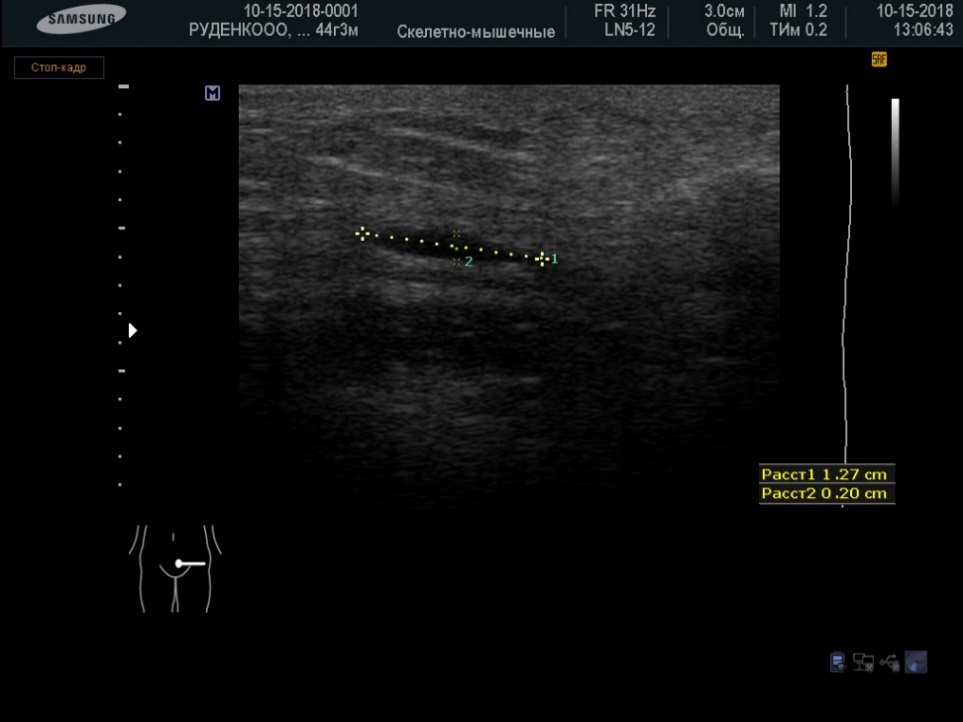 SAMSUNG
10-15-2018-0001
РУДЕНКООО, ... 44г3м
Скелетно-мышечные
FR 31Hz
LN5-12
3.0см
Общ.
MI 1.2
ТИм 0.2
10-15-2018
13:06:43
Стоп-кадр
SRF
M
1
2
Расст1 1.27 cm
Расст2 0.20 cm